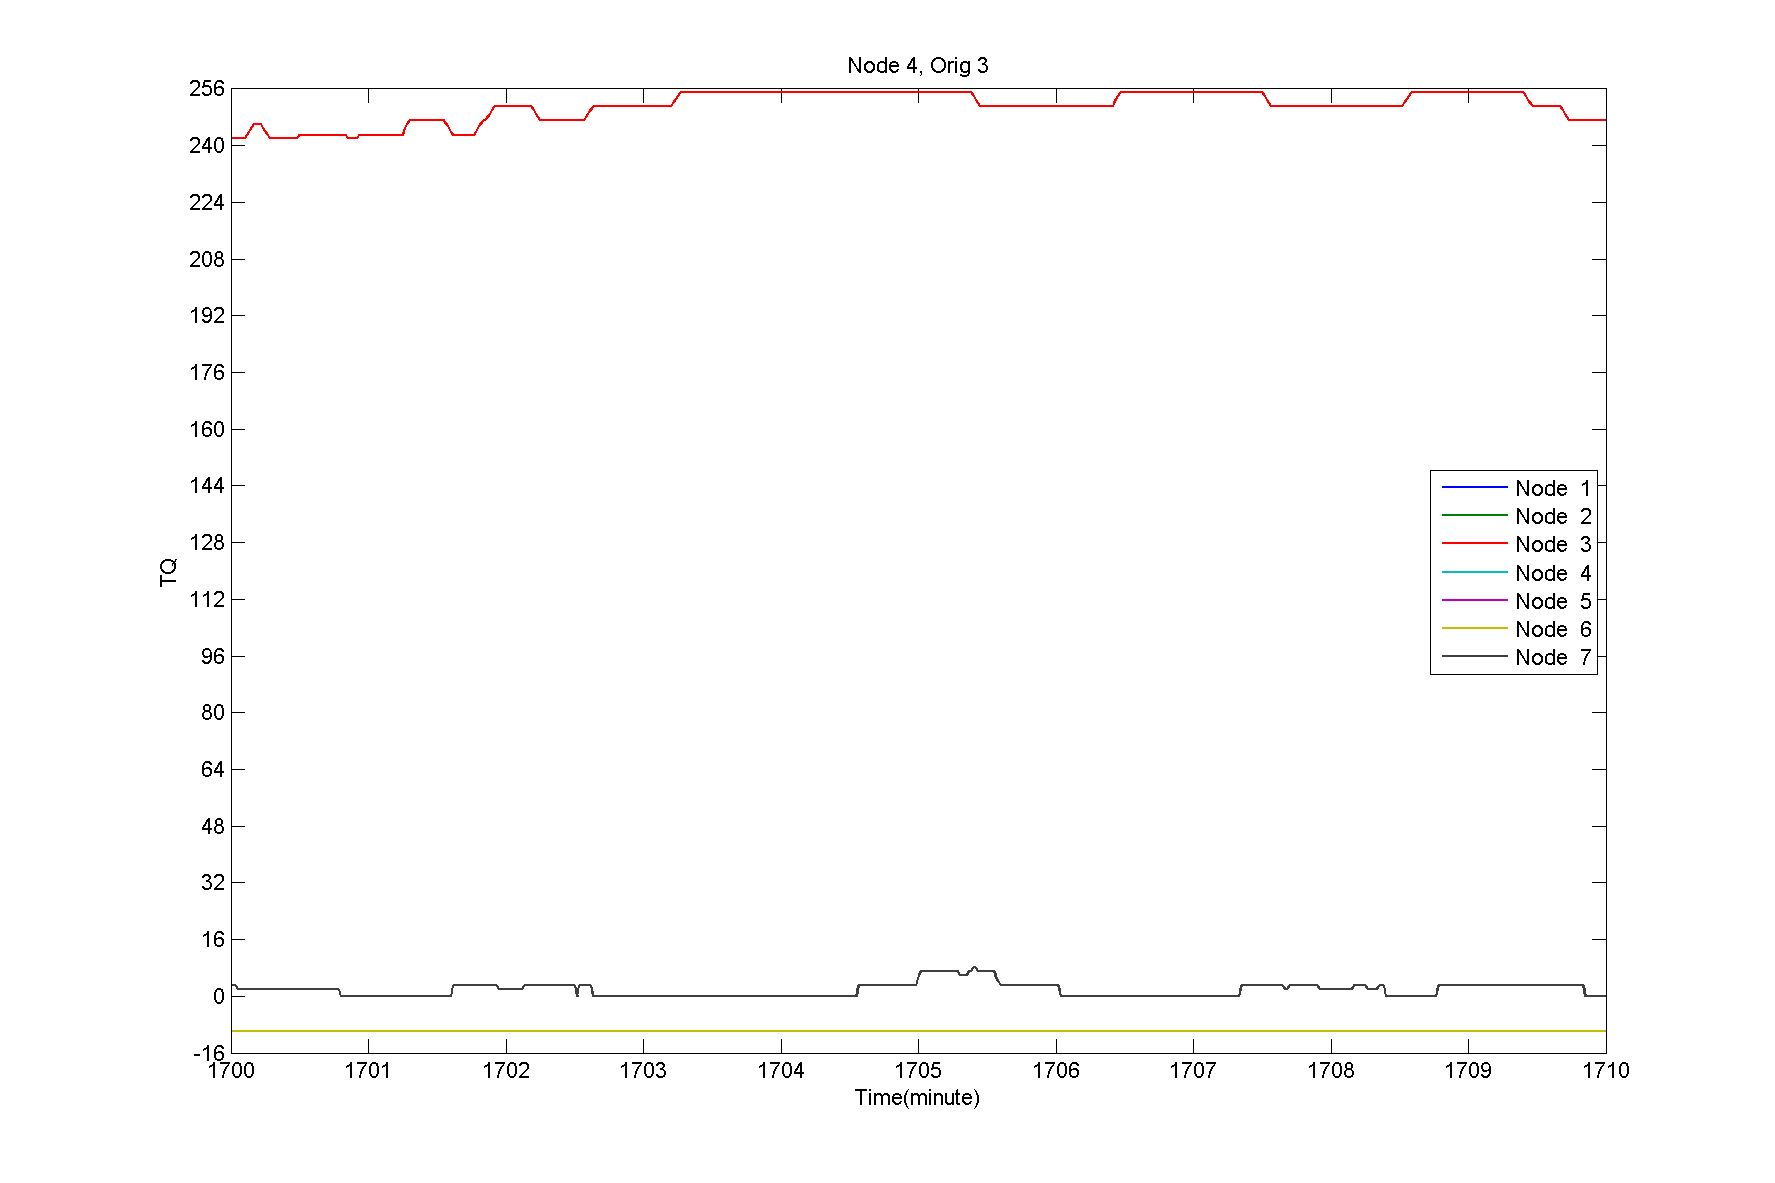 Node 4, Orig 3
256
240
224
208
192
176
160
144
128
112
96
80
64
48
32
16
0
-16
TQ
Node 1
Node 2
Node 3
Node 4
Node 5
Node 6
Node 7
1700 1701 1702 1703 1704 1705 1706 1707 1708 1709 1710
Time(minute)